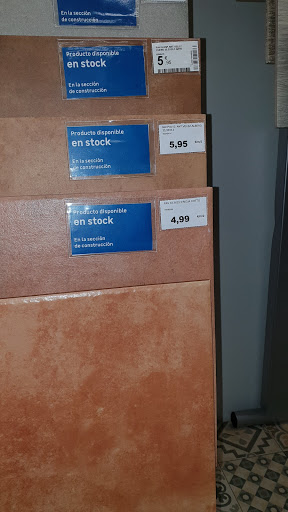 En la sección
de construcción
Producto disponible
en stock
En la sección
de construcción
5
Producto disponible
en stock
En la sección
de construcción
5,95
Producto disponible
en stock
En la sección
de construcción
4,99